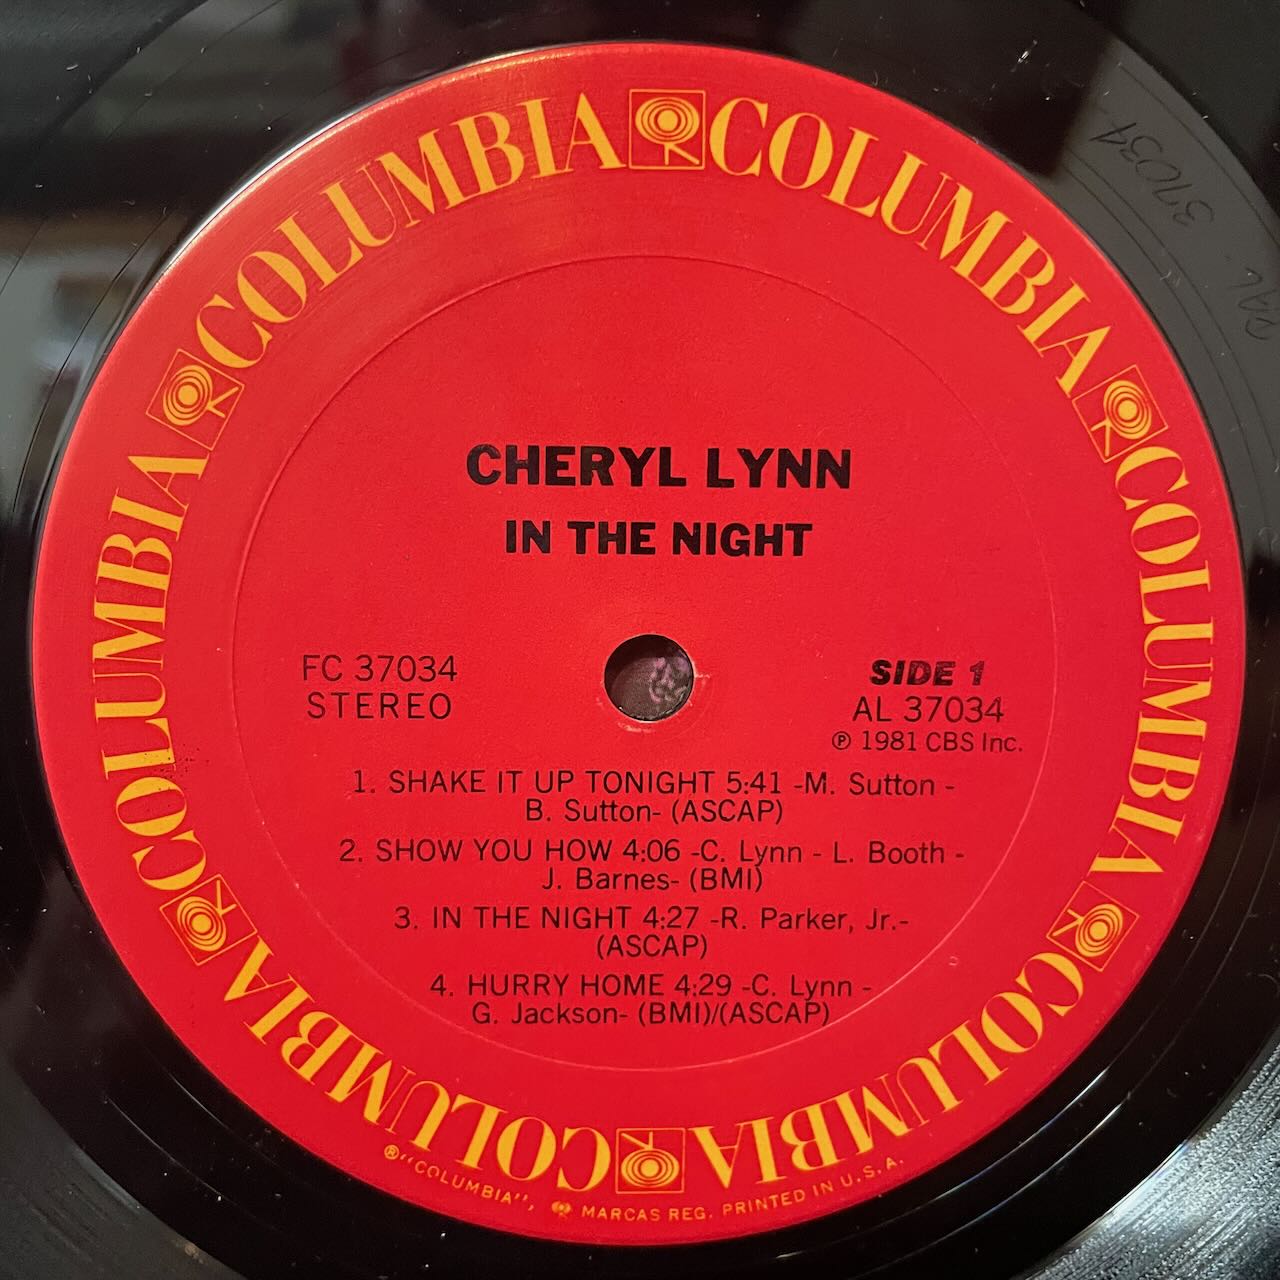 COLUMBIA COLUMBIA COLUMBIA COLUMBIA COLUMBIA COLUMBIA
CHERYL LYNN
IN THE NIGHT
FC 37034
STEREO
SIDE 1
AL 37034
℗ 1981 CBS Inc.
1. SHAKE IT UP TONIGHT 5:41 -M. Sutton -
B. Sutton- (ASCAP)
2. SHOW YOU HOW 4:06 -C. Lynn - L. Booth -
J. Barnes- (BMI)
3. IN THE NIGHT 4:27 -R. Parker, Jr.-
(ASCAP)
4. HURRY HOME 4:29 -C. Lynn -
G. Jackson- (BMI)/(ASCAP)
®"COLUMBIA", MARCAS REG. PRINTED IN U.S.A.
PAL 37034